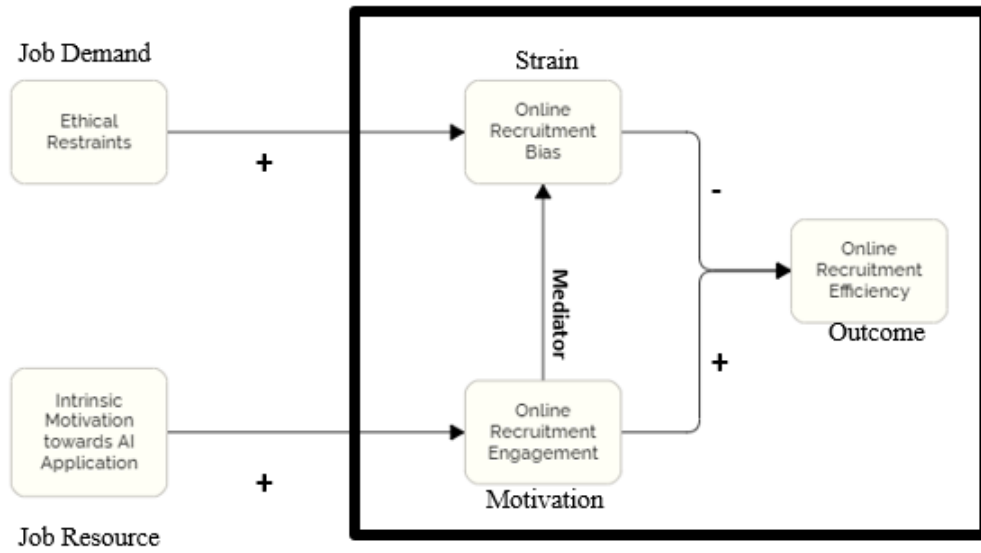 Job Demand
Ethical
Restraints
+
Strain
Online
Recruitment
Bias
-
Mediator
Online
Recruitment
Efficiency
Outcome
Intrinsic
Motivation
towards AI
Application
+
Job Resource
Online
Recruitment
Engagement
Motivation
+